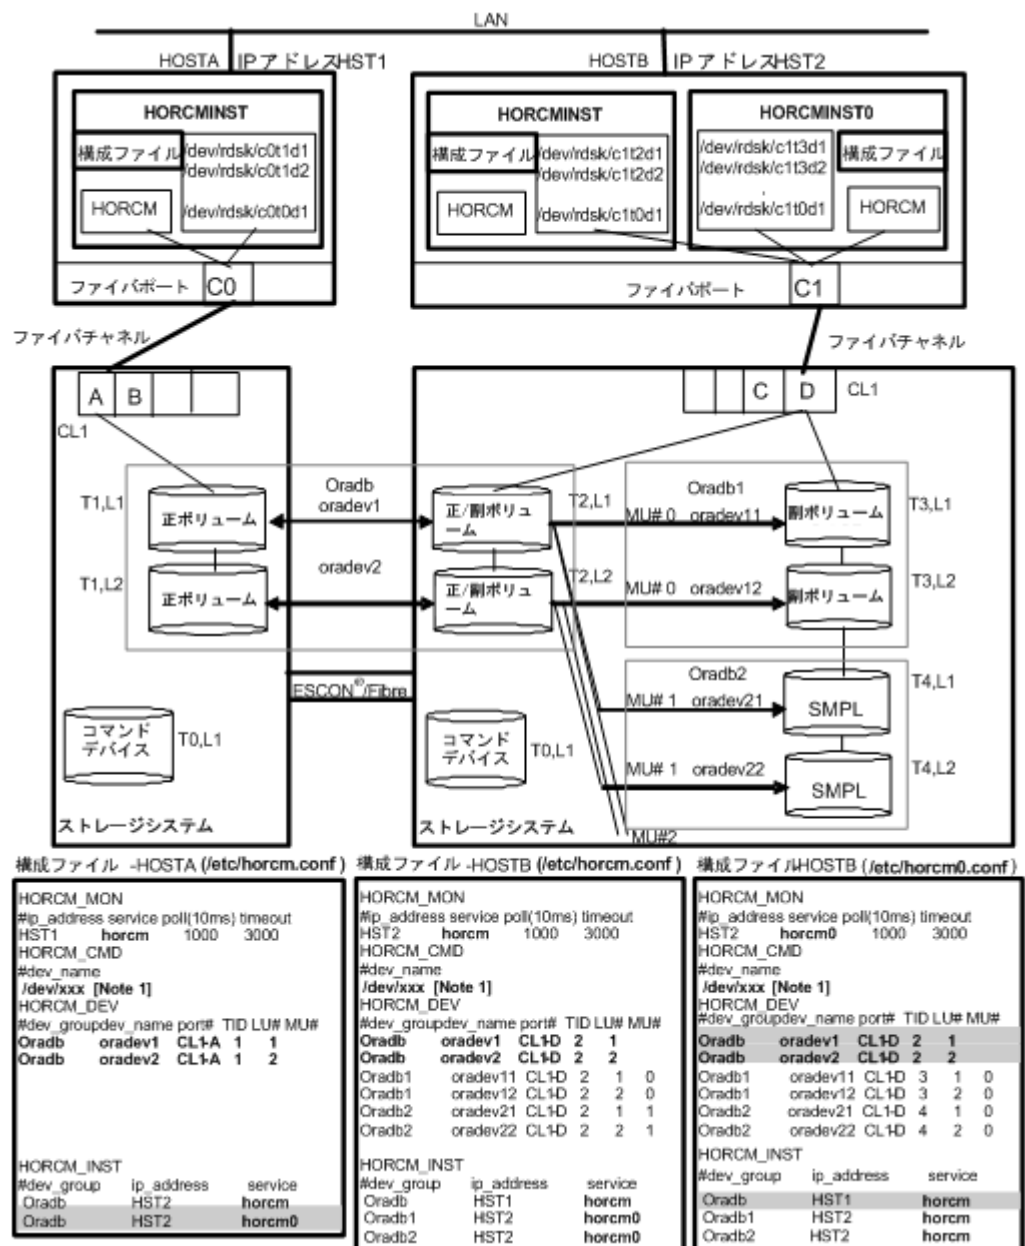 LAN
HOSTA IPアドレスHST1
HOSTB IPアドレスHST2
HORCMINST
構成ファイル
HORCM
/dev/rdsk/c0t1d1
/dev/rdsk/c0t1d2
/dev/rdsk/c0t0d1
ファイバポート C0
HORCMINST
構成ファイル
HORCM
/dev/rdsk/c1t2d1
/dev/rdsk/c1t2d2
/dev/rdsk/c1t0d1
HORCMINST0
/dev/rdsk/c1t3d1
/dev/rdsk/c1t3d2
/dev/rdsk/c1t0d1
構成ファイル
HORCM
ファイバポート C1
ファイバチャネル
ファイバチャネル
A B
CL1
C D CL1
T1,L1
正ボリューム
Oradb
oradev1
正/副ボリュ
ーム
T2,L1
Oradb1
MU# 0 oradev11
副ボリューム
T3,L1
T1,L2
正ボリューム
oradev2
正/副ボリュ
ーム
T2,L2
MU# 0 oradev12
副ボリューム
T3,L2
ESCON®/Fibre
Oradb2
MU# 1 oradev21
SMPL
T4,L1
MU# 1 oradev22
SMPL
T4,L2
MU#2
コマンド
デバイス
T0,L1
コマンド
デバイス
T0,L1
ストレージシステム
ストレージシステム
構成ファイル -HOSTA (/etc/horcm.conf )
HORCM_MON
#ip_address service poll(10ms) timeout
HST1 horcm 1000 3000
HORCM_CMD
#dev_name
/dev/xxx [Note 1]
HORCM_DEV
#dev_groupdev_name port# TID LU# MU#
Oradb oradev1 CL1-A 1 1
Oradb oradev2 CL1-A 1 2
HORCM_INST
#dev_group ip_address service
Oradb HST2 horcm
Oradb HST2 horcm0
構成ファイル -HOSTB (/etc/horcm.conf )
HORCM_MON
#ip_address service poll(10ms) timeout
HST2 horcm 1000 3000
HORCM_CMD
#dev_name
/dev/xxx [Note 1]
HORCM_DEV
#dev_groupdev_name port# TID LU# MU#
Oradb oradev1 CL1-D 2 1
Oradb oradev2 CL1-D 2 2
Oradb1 oradev11 CL1-D 2 1 0
Oradb1 oradev12 CL1-D 2 2 0
Oradb2 oradev21 CL1-D 2 1 1
Oradb2 oradev22 CL1-D 2 2 1
HORCM_INST
#dev_group ip_address service
Oradb HST1 horcm
Oradb1 HST2 horcm0
Oradb2 HST2 horcm0
構成ファイルHOSTB (/etc/horcm0.conf )
HORCM_MON
#ip_address service poll(10ms) timeout
HST2 horcm0 1000 3000
HORCM_CMD
#dev_name
/dev/xxx [Note 1]
HORCM_DEV
#dev_groupdev_name port# TID LU# MU#
Oradb oradev1 CL1-D 2 1
Oradb oradev2 CL1-D 2 2
Oradb1 oradev11 CL1-D 3 1 0
Oradb1 oradev12 CL1-D 3 2 0
Oradb2 oradev21 CL1-D 4 1 0
Oradb2 oradev22 CL1-D 4 2 0
HORCM_INST
#dev_group ip_address service
Oradb HST1 horcm
Oradb1 HST2 horcm
Oradb2 HST2 horcm